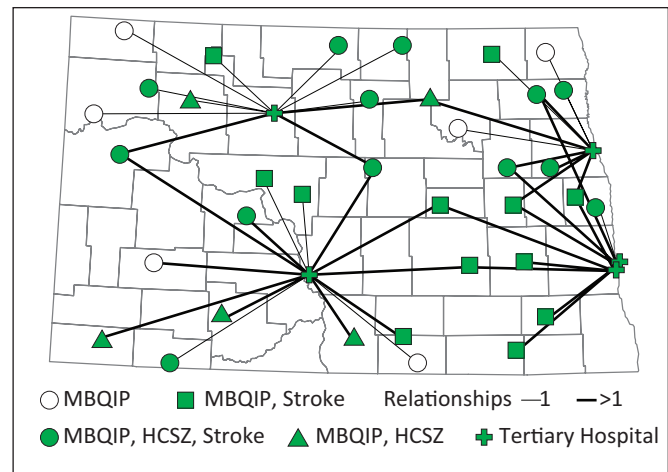 MBQIP MBQIP, Stroke Relationships 1 >1
MBQIP, HCSZ, Stroke MBQIP, HCSZ Tertiary Hospital